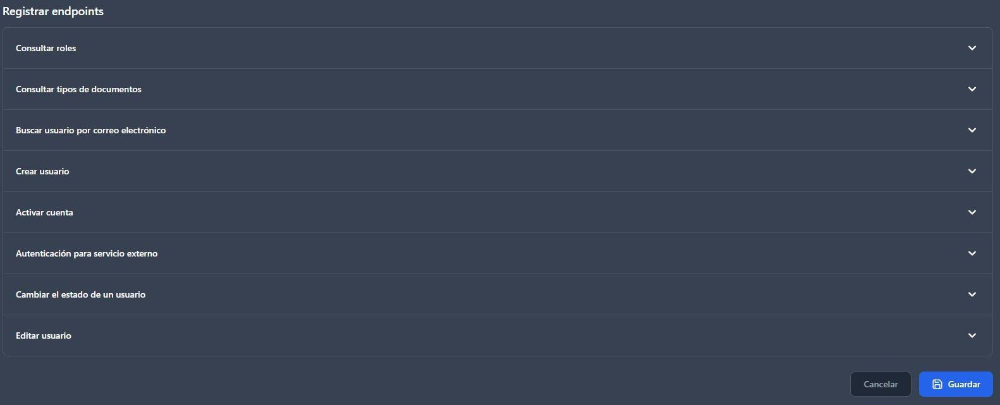 Registrar endpoints
Consultar roles
Consultar tipos de documentos
Buscar usuario por correo electrónico
Crear usuario
Activar cuenta
Autenticación para servicio externo
Cambiar el estado de un usuario
Editar usuario
Cancelar Guardar